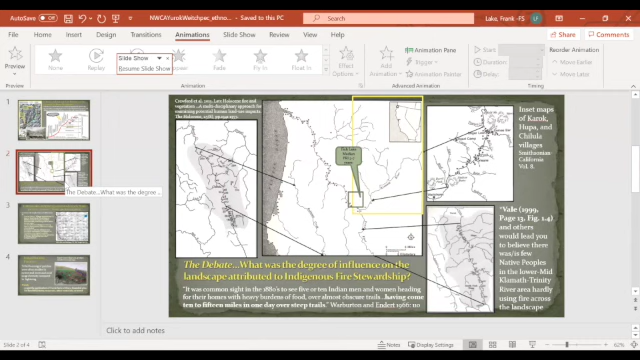 AutoSave Off
NWCAYurokWeitchpec_ethno... • Saved to this PC
Search
Lake, Frank -FS
File Home Insert Draw Design Transitions Animations Slide Show Review View Help
Share Comments
Preview
None
Replay
Fly In
Float In
Effect Options
Add Animation
Animation Pane
Trigger
Animation Painter
Start:
Duration:
Delay:
Reorder Animation
Move Earlier
Move Later
Slide Show
Resume Slide Show
Preview
Animation
Advanced Animation
Timing
1
2
3
4
The Debate...What was the degree ...
Inset maps
of Karok,
Hupa, and
Chilula
villages
Smithsonian-
California
Vol. 8.
*Vale (1999,
Page 13, Fig. 1.4)
and others
would lead you
to believe there
was/is few
Native Peoples
in the lower-Mid
Klamath-Trinity
River area hardly
using fire across
the landscape
The Debate...What was the degree of influence on the
landscape attributed to Indigenous Fire Stewardship?
"It was common sight in the 1880's to see five or ten Indian men and women heading
for their homes with heavy burdens of food, over almost obscure trails...having come
ten to fifteen miles in one day over steep trails." Warburton and Endert 1966: 110
Click to add notes
Slide 2 of 4
Notes
Display Settings
62%